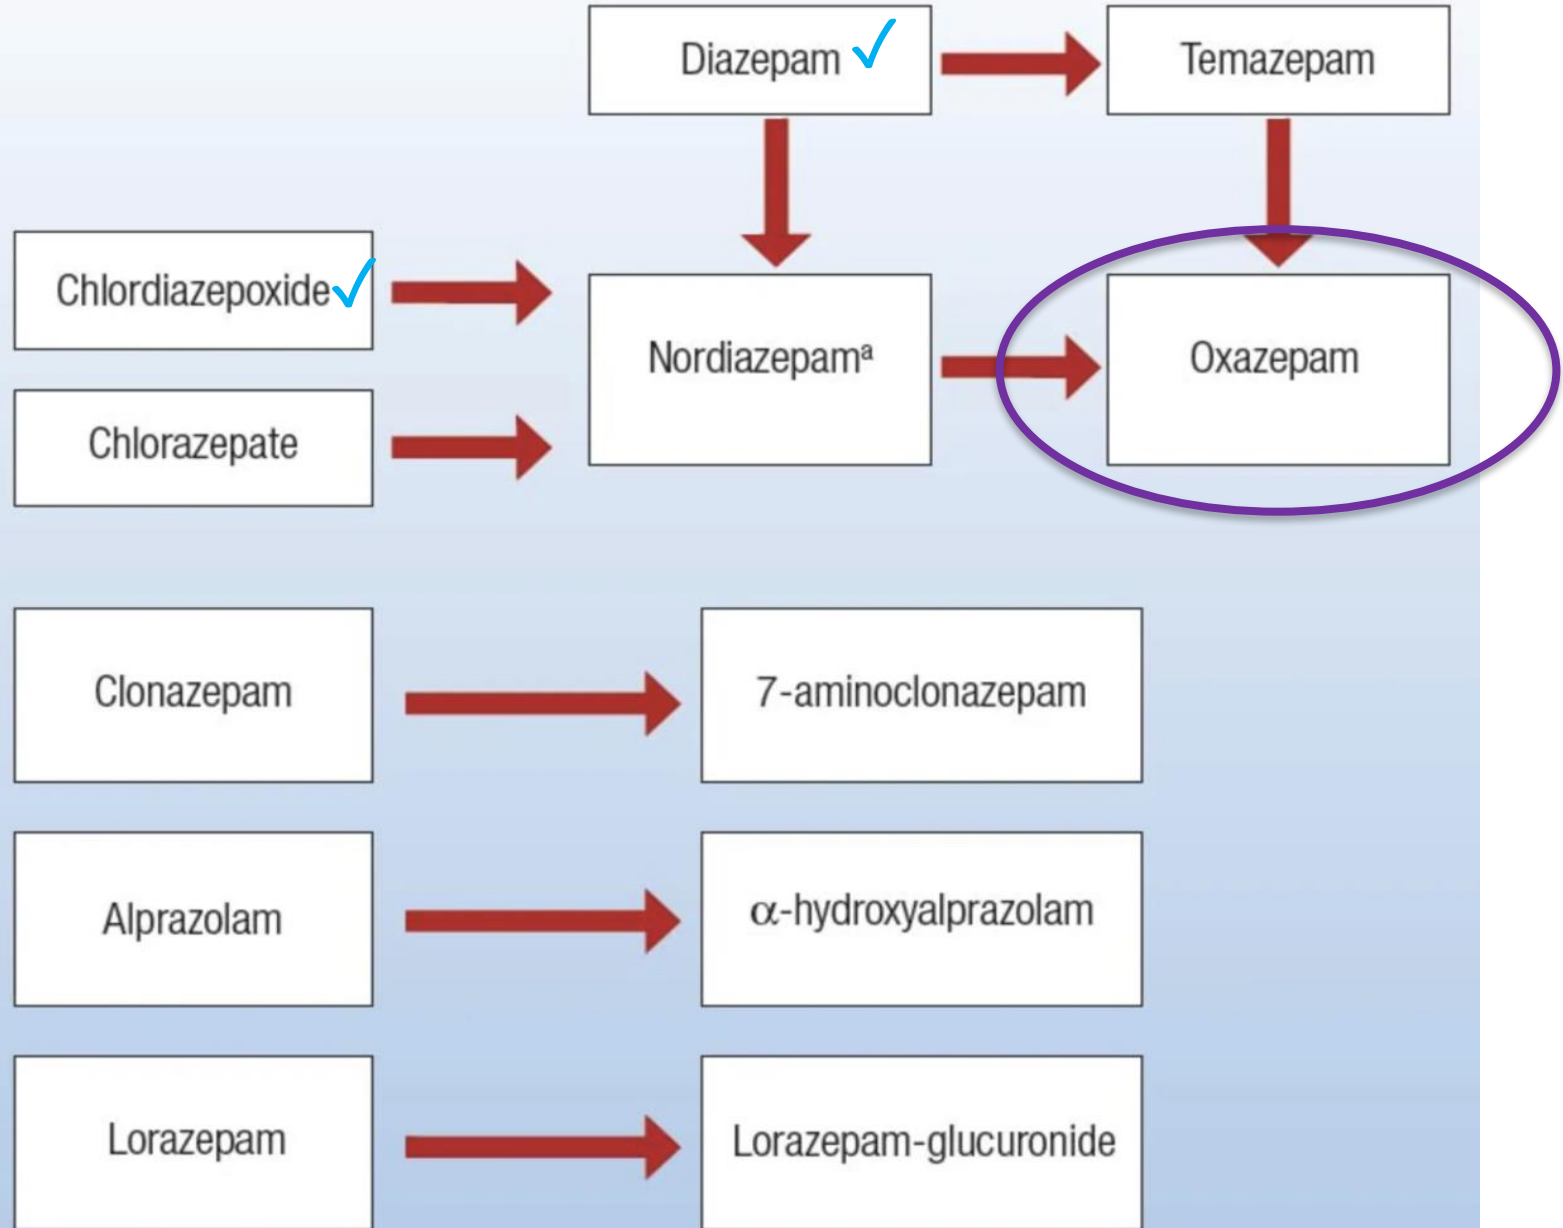 Diazepam
Temazepam
Chlordiazepoxide
Nordiazepamª
Oxazepam
Chlorazepate
Clonazepam
7-aminoclonazepam
Alprazolam
α-hydroxyalprazolam
Lorazepam
Lorazepam-glucuronide